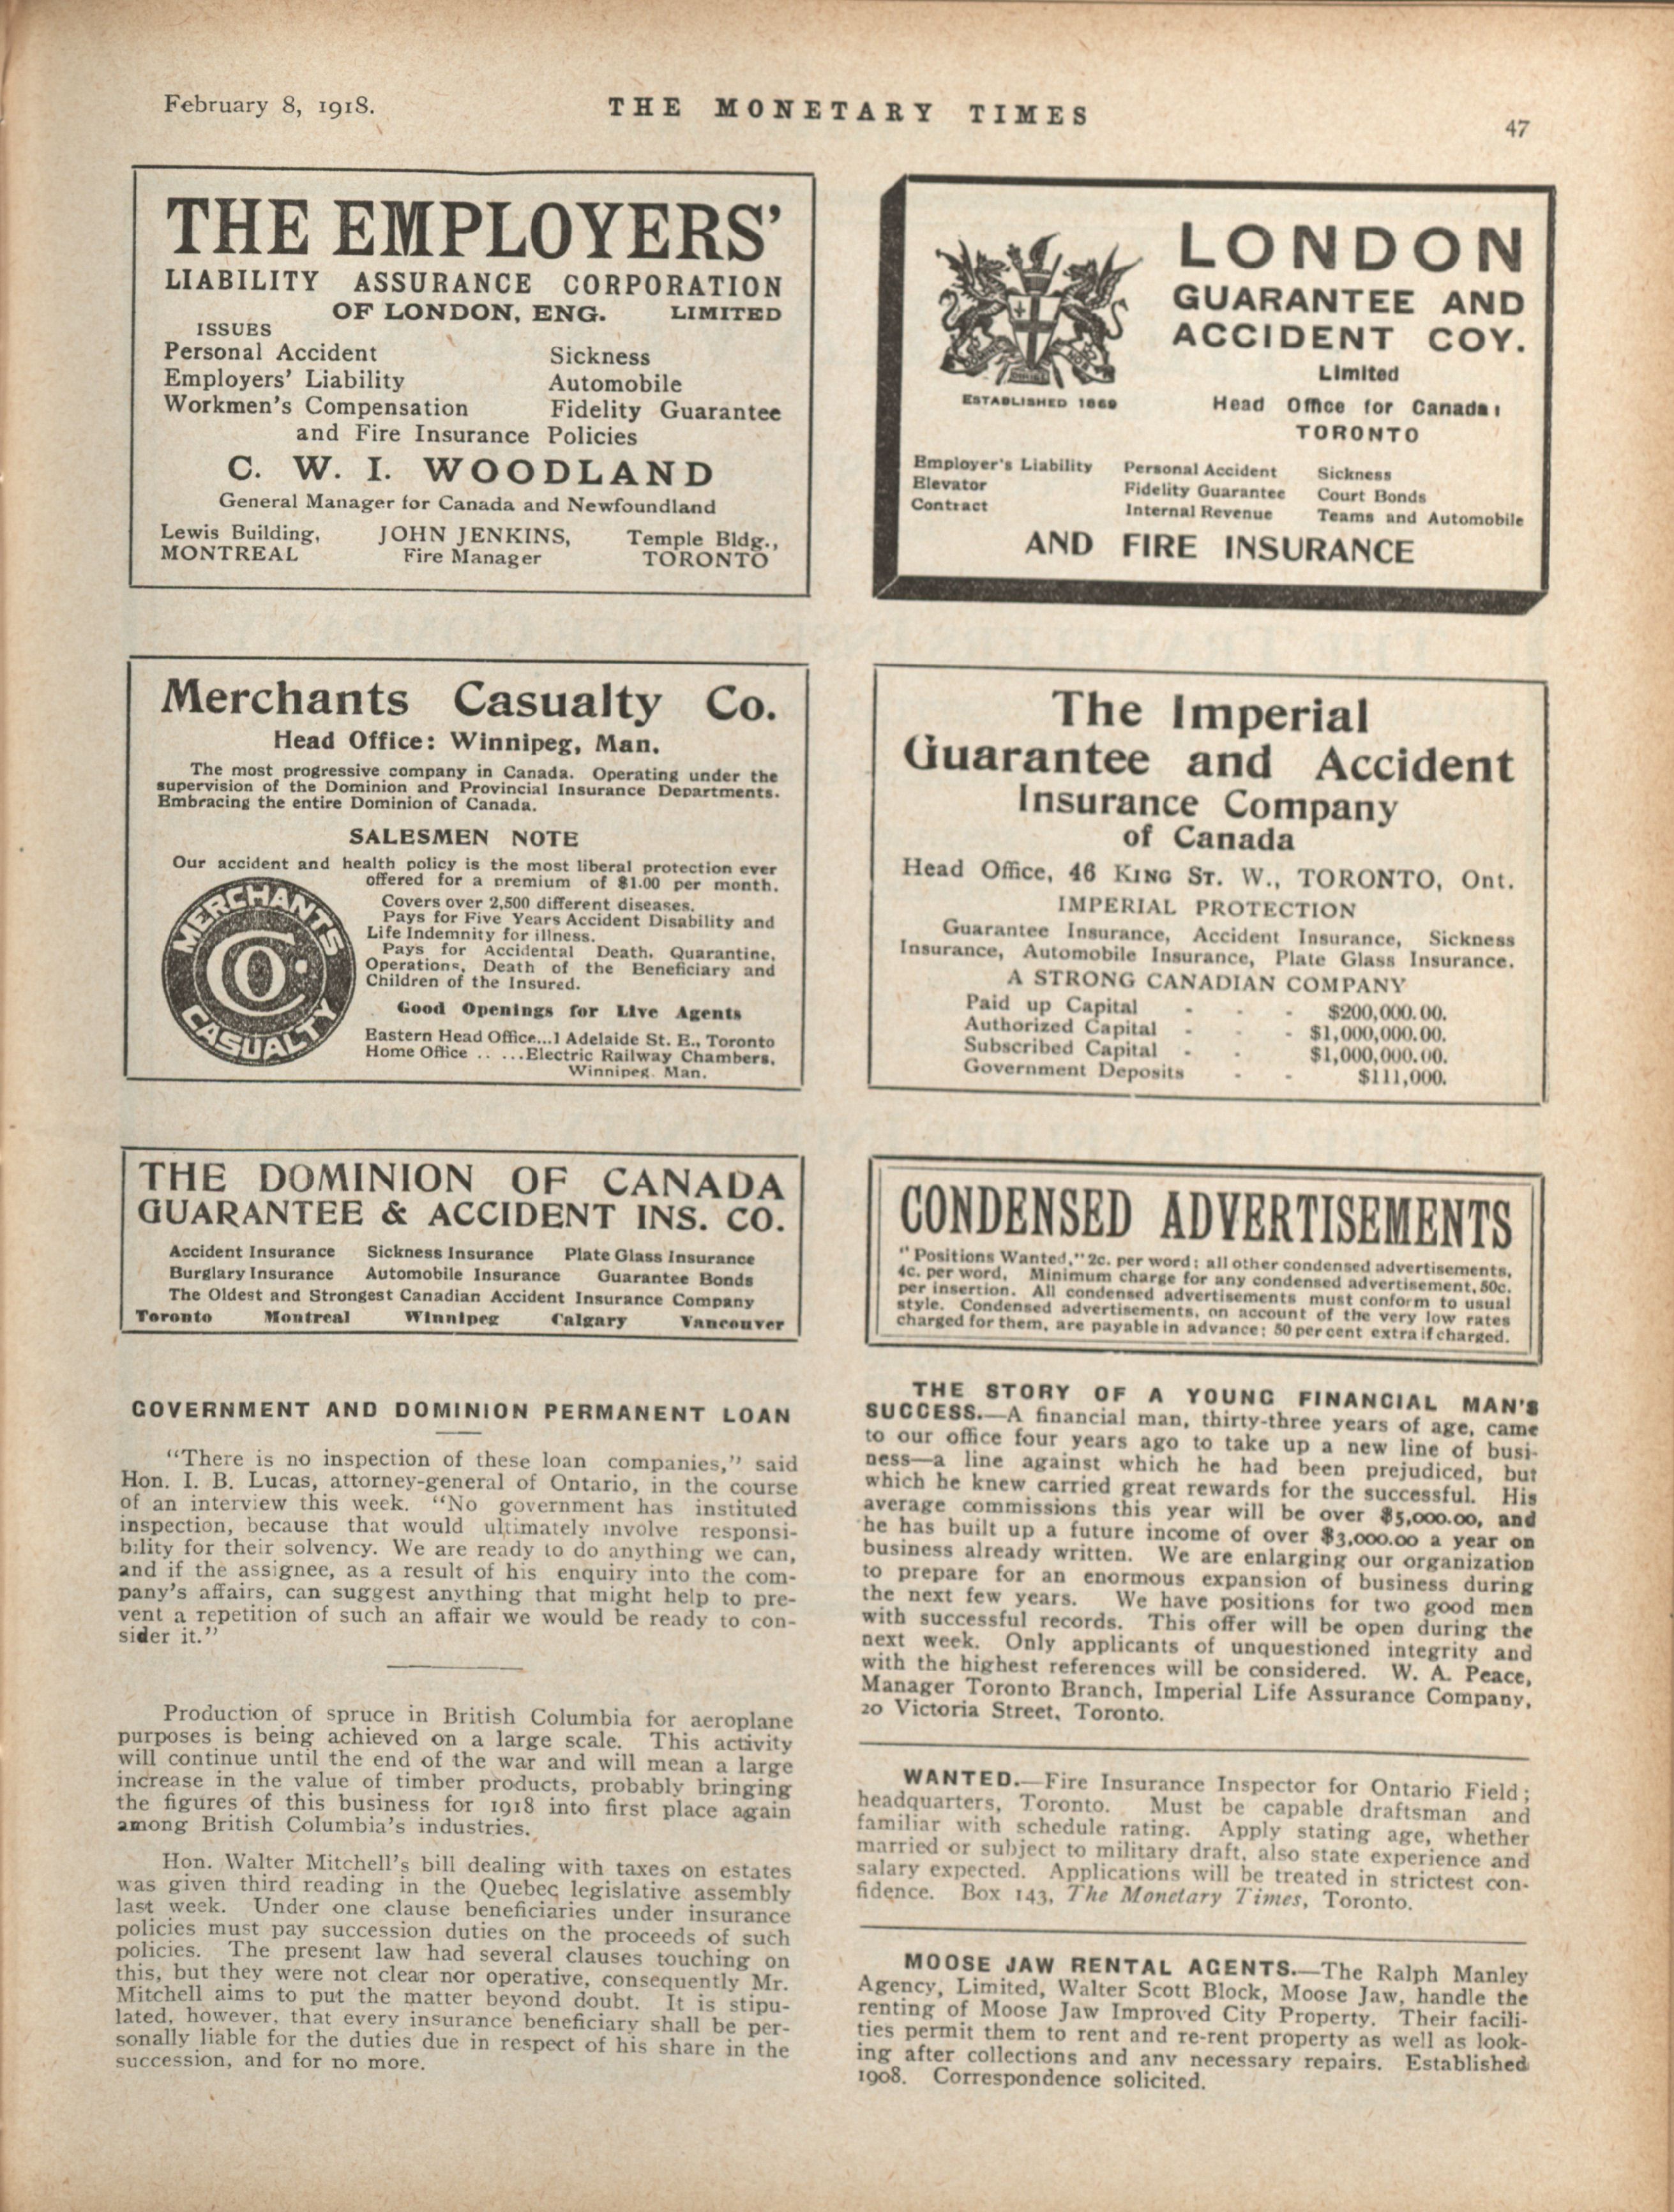 February 8, 1918.
THE MONETARY TIMES
47
THE EMPLOYERS'
LIABILITY ASSURANCE CORPORATION
OF LONDON, ENG. LIMITED
ISSUES
Personal Accident Sickness
Employers' Liability Automobile
Workmen's Compensation Fidelity Guarantee
and Fire Insurance Policies
C. W. I. WOODLAND
General Manager for Canada and Newfoundland
Lewis Building, JOHN JENKINS, Temple Bldg.,
MONTREAL Fire Manager TORONTO
LONDON
GUARANTEE AND
ACCIDENT COY.
Limited
ESTABLISHED 1869
Head Office for Canada:
TORONTO
Employer's Liability Personal Accident Sickness
Elevator Fidelity Guarantee Court Bonds
Contract Internal Revenue Teams and Automobile
AND FIRE INSURANCE
Merchants Casualty Co.
Head Office: Winnipeg, Man.
The most progressive company in Canada. Operating under the
supervision of the Dominion and Provincial Insurance Departments.
Embracing the entire Dominion of Canada.
SALESMEN NOTE
Our accident and health policy is the most liberal protection ever
offered for a premium of $1.00 per month.
Covers over 2,500 different diseases.
Pays for Five Years Accident Disability and
Life Indemnity for illness.
Pays for Accidental Death, Quarantine,
Operations, Death of the Beneficiary and
Children of the Insured.
Good Openings for Live Agents
Eastern Head Office...1 Adelaide St. E., Toronto
Home Office .. ...Electric Railway Chambers,
Winnipeg. Man.
MERCHANTS
CO.
CASUALTY
The Imperial
Guarantee and Accident
Insurance Company
of Canada
Head Office, 46 KING ST. W., TORONTO, Ont.
IMPERIAL PROTECTION
Guarantee Insurance, Accident Insurance, Sickness
Insurance, Automobile Insurance, Plate Glass Insurance.
A STRONG CANADIAN COMPANY
Paid up Capital - - - $200,000.00.
Authorized Capital - - - $1,000,000.00.
Subscribed Capital - - $1,000,000.00.
Government Deposits - - $111,000.
THE DOMINION OF CANADA
GUARANTEE & ACCIDENT INS. CO.
Accident Insurance Sickness Insurance Plate Glass Insurance
Burglary Insurance Automobile Insurance Guarantee Bonds
The Oldest and Strongest Canadian Accident Insurance Company
Toronto Montreal Winnipeg Calgary Vancouver
CONDENSED ADVERTISEMENTS
"Positions Wanted," 2c. per word; all other condensed advertisements,
4c. per word. Minimum charge for any condensed advertisement, 50c.
per insertion. All condensed advertisements must conform to usual
style. Condensed advertisements, on account of the very low rates
charged for them, are payable in advance; 50 per cent extra if charged.
GOVERNMENT AND DOMINION PERMANENT LOAN
"There is no inspection of these loan companies," said
Hon. I. B. Lucas, attorney-general of Ontario, in the course
of an interview this week. "No government has instituted
inspection, because that would ultimately involve responsi-
bility for their solvency. We are ready to do anything we can,
and if the assignee, as a result of his enquiry into the com-
pany's affairs, can suggest anything that might help to pre-
vent a repetition of such an affair we would be ready to con-
sider it."
Production of spruce in British Columbia for aeroplane
purposes is being achieved on a large scale. This activity
will continue until the end of the war and will mean a large
increase in the value of timber products, probably bringing
the figures of this business for 1918 into first place again
among British Columbia's industries.
Hon. Walter Mitchell's bill dealing with taxes on estates
was given third reading in the Quebec legislative assembly
last week. Under one clause beneficiaries under insurance
policies must pay succession duties on the proceeds of such
policies. The present law had several clauses touching on
this, but they were not clear nor operative, consequently Mr.
Mitchell aims to put the matter beyond doubt. It is stipu-
lated, however, that every insurance beneficiary shall be per-
sonally liable for the duties due in respect of his share in the
succession, and for no more.
THE STORY OF A YOUNG FINANCIAL MAN'S
SUCCESS.—A financial man, thirty-three years of age, came
to our office four years ago to take up a new line of busi-
ness—a line against which he had been prejudiced, but
which he knew carried great rewards for the successful. His
average commissions this year will be over $5,000.00, and
he has built up a future income of over $3,000.00 a year on
business already written. We are enlarging our organization
to prepare for an enormous expansion of business during
the next few years. We have positions for two good men
with successful records. This offer will be open during the
next week. Only applicants of unquestioned integrity and
with the highest references will be considered. W. A. Peace,
Manager Toronto Branch, Imperial Life Assurance Company,
20 Victoria Street, Toronto.
WANTED.—Fire Insurance Inspector for Ontario Field;
headquarters, Toronto. Must be capable draftsman and
familiar with schedule rating. Apply stating age, whether
married or subject to military draft, also state experience and
salary expected. Applications will be treated in strictest con-
fidence. Box 143, The Monetary Times, Toronto.
MOOSE JAW RENTAL AGENTS.—The Ralph Manley
Agency, Limited, Walter Scott Block, Moose Jaw, handle the
renting of Moose Jaw Improved City Property. Their facili-
ties permit them to rent and re-rent property as well as look-
ing after collections and any necessary repairs. Established
1908. Correspondence solicited.